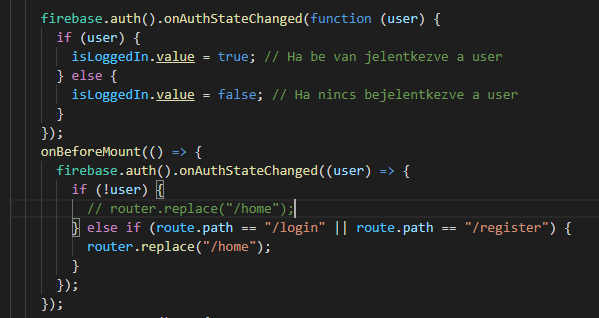 firebase.auth().onAuthStateChanged(function (user) {
if (user) {
isLoggedIn.value = true; // Ha be van jelentkezve a user
} else {
isLoggedIn.value = false; // Ha nincs bejelentkezve a user
}
});
onBeforeMount(() => {
firebase.auth().onAuthStateChanged((user) => {
if (!user) {
// router.replace("/home");
} else if (route.path == "/login" || route.path == "/register") {
router.replace("/home");
}
});
});